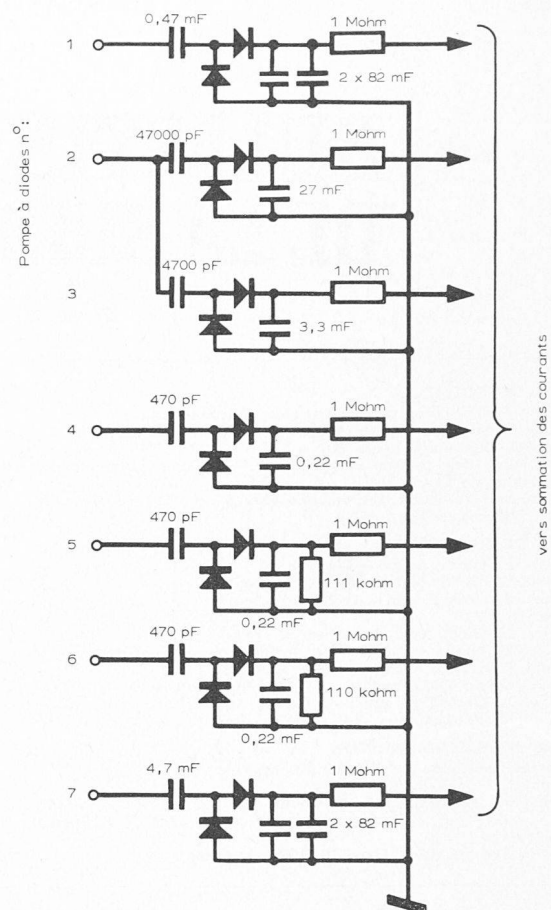 Pompe à diodes nº:
1
0,47 mF
1 Mohm
2 x 82 mF
2
47000 pF
1 Mohm
27 mF
3
4700 pF
1 Mohm
3,3 mF
4
470 pF
1 Mohm
0,22 mF
5
470 pF
1 Mohm
111 kohm
0,22 mF
6
470 pF
1 Mohm
110 kohm
0,22 mF
7
4,7 mF
1 Mohm
2 x 82 mF
vers sommation des courants